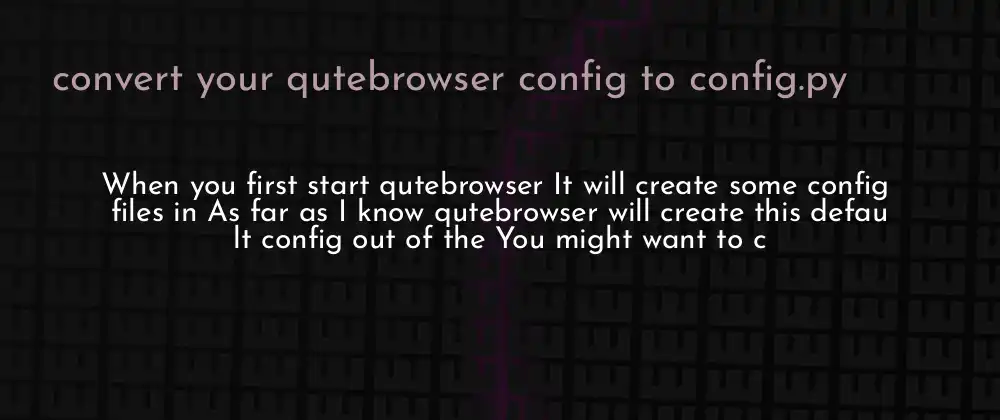 convert your qutebrowser config to config.py
When you first start qutebrowser It will create some config
files in As far as I know qutebrowser will create this defau
lt config out of the You might want to c